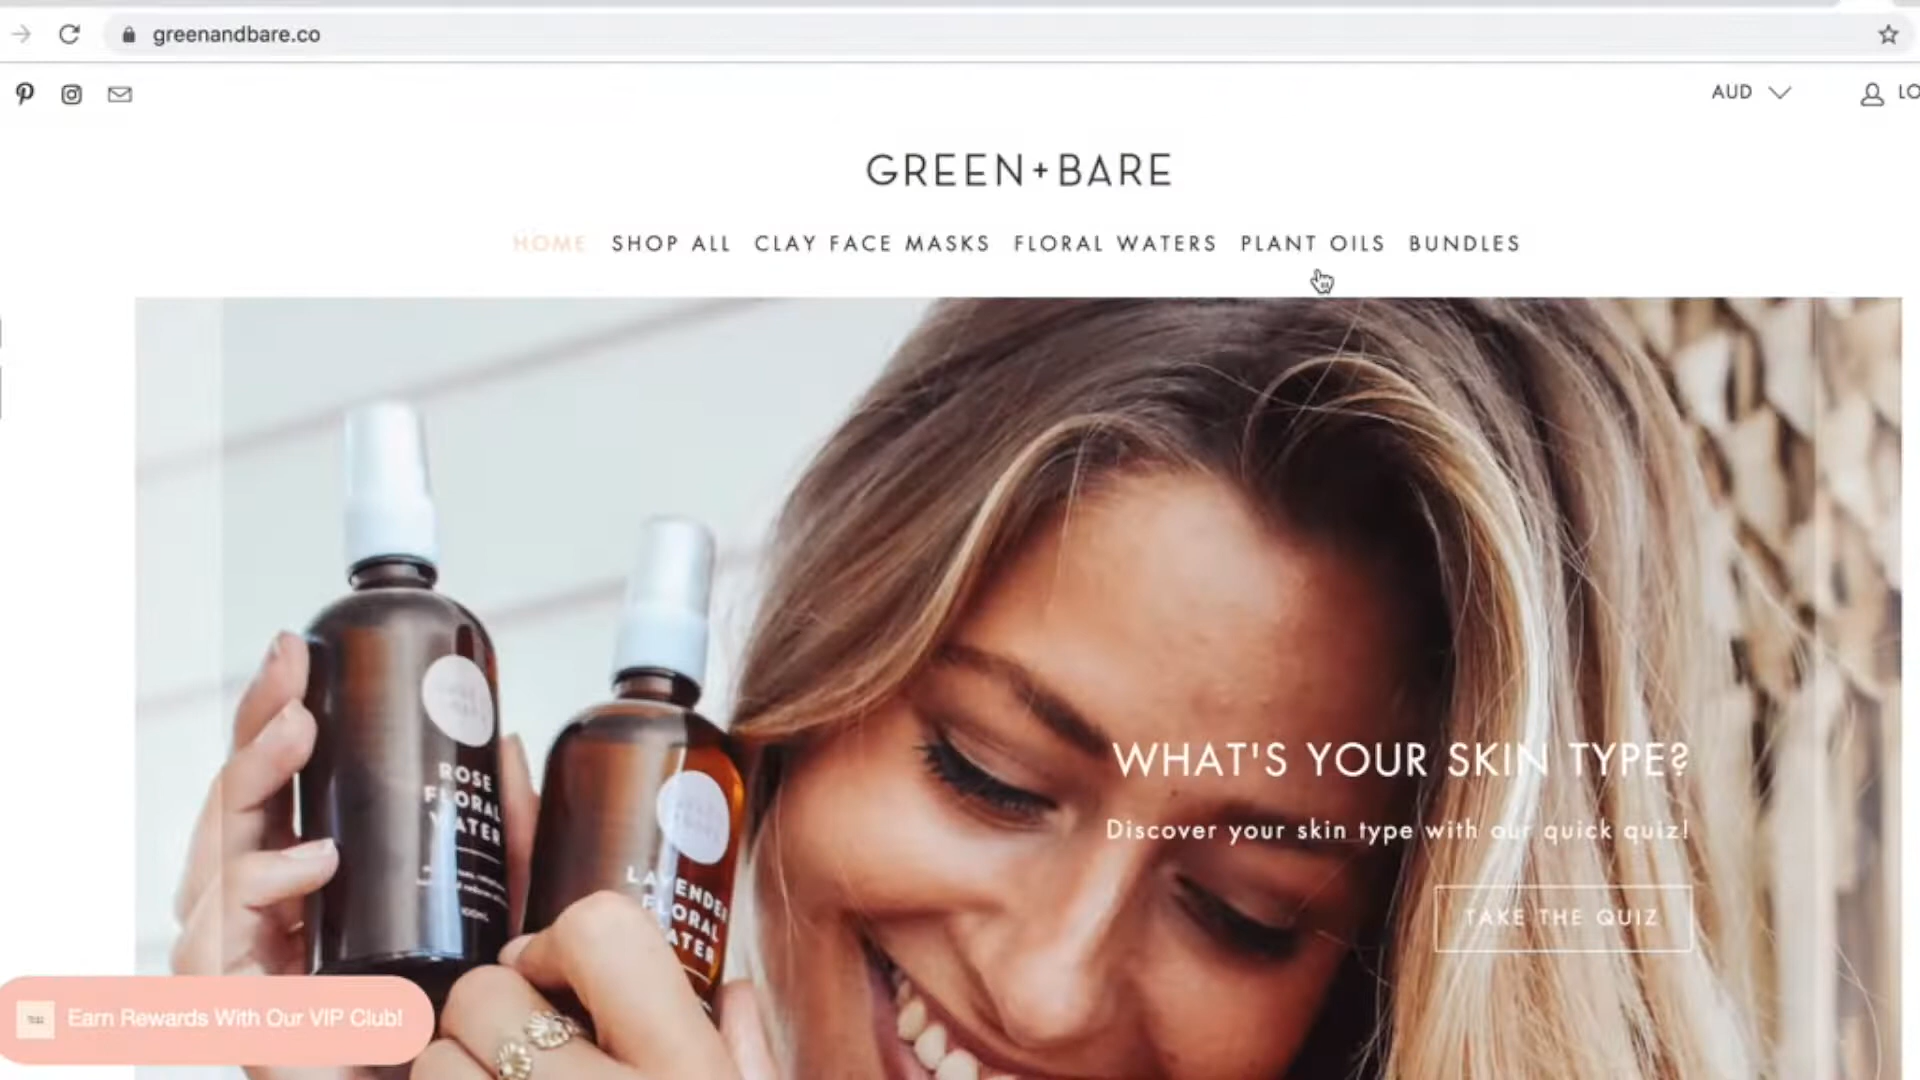 greenandbare.co
AUD
LO
GREEN+BARE
HOME SHOP ALL CLAY FACE MASKS FLORAL WATERS PLANT OILS BUNDLES
ROSE
FLORAL
WATER
100mL
LAVENDER
FLORAL
WATER
WHAT'S YOUR SKIN TYPE?
Discover your skin type with our quick quiz!
TAKE THE QUIZ
Earn Rewards With Our VIP Club!